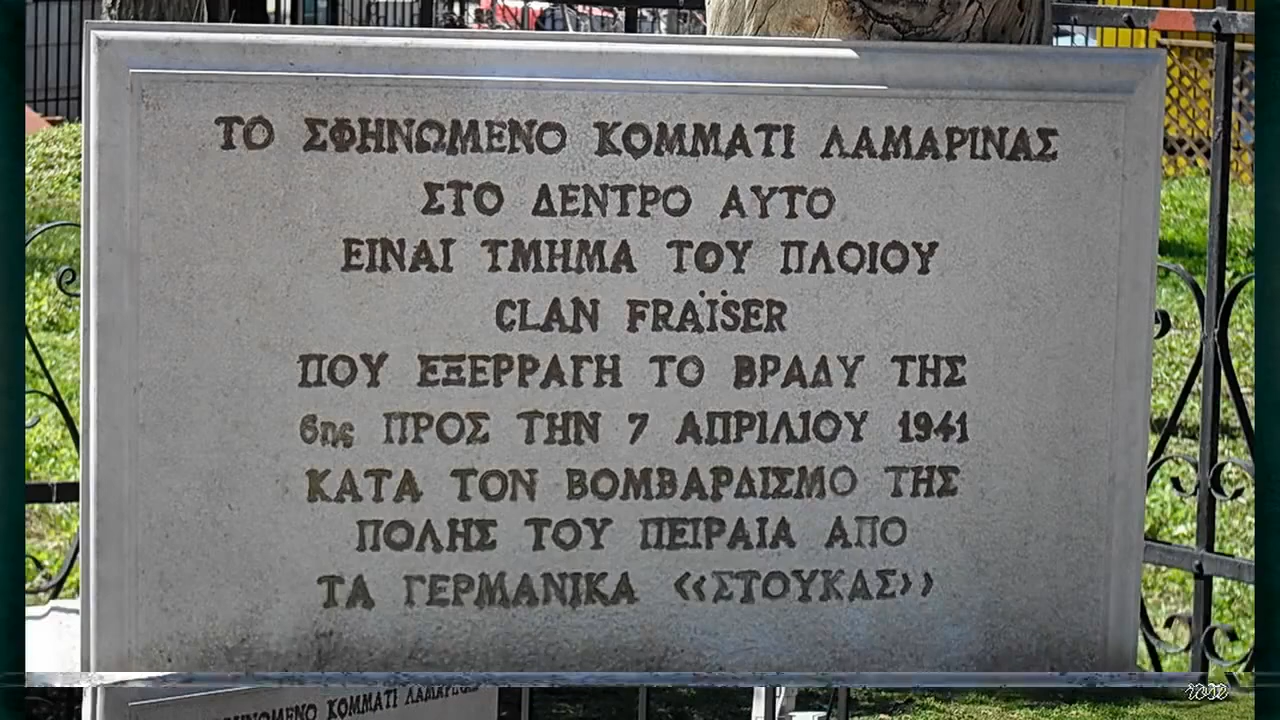 ΤΟ ΣΦΗΝΩΜΕΝΟ ΚΟΜΜΑΤΙ ΛΑΜΑΡΙΝΑΣ
ΣΤΟ ΔΕΝΤΡΟ ΑΥΤΟ
ΕΙΝΑΙ ΤΜΗΜΑ ΤΟΥ ΠΛΟΙΟΥ
CLAN FRAÏSER
ΠΟΥ ΕΞΕΡΡΑΓΗ ΤΟ ΒΡΑΔΥ ΤΗΣ
6ης ΠΡΟΣ ΤΗΝ 7 ΑΠΡΙΛΙΟΥ 1941
ΚΑΤΑ ΤΟΝ ΒΟΜΒΑΡΔΙΣΜΟ ΤΗΣ
ΠΟΛΗΣ ΤΟΥ ΠΕΙΡΑΙΑ ΑΠΟ
ΤΑ ΓΕΡΜΑΝΙΚΑ «ΣΤΟΥΚΑΣ»
ΚΟΜΜΑΤΙ